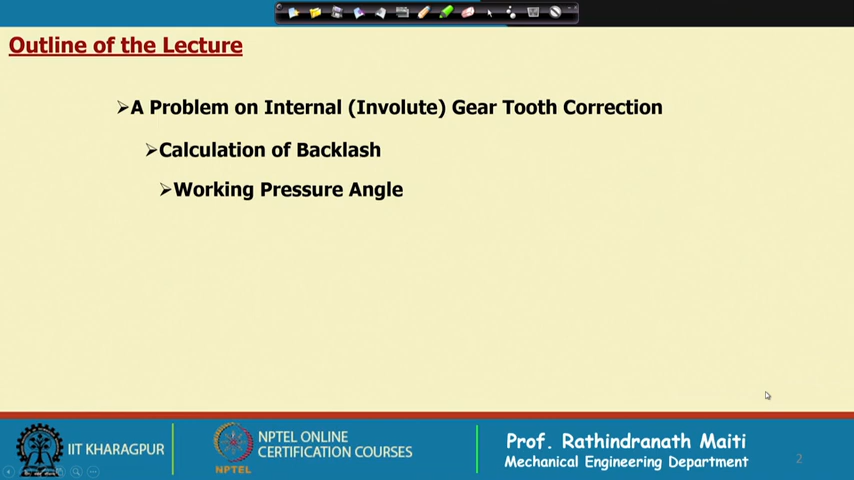 Outline of the Lecture
➢A Problem on Internal (Involute) Gear Tooth Correction
➢Calculation of Backlash
➢Working Pressure Angle
IIT KHARAGPUR
NPTEL
NPTEL ONLINE
CERTIFICATION COURSES
Prof. Rathindranath Maiti
Mechanical Engineering Department
2